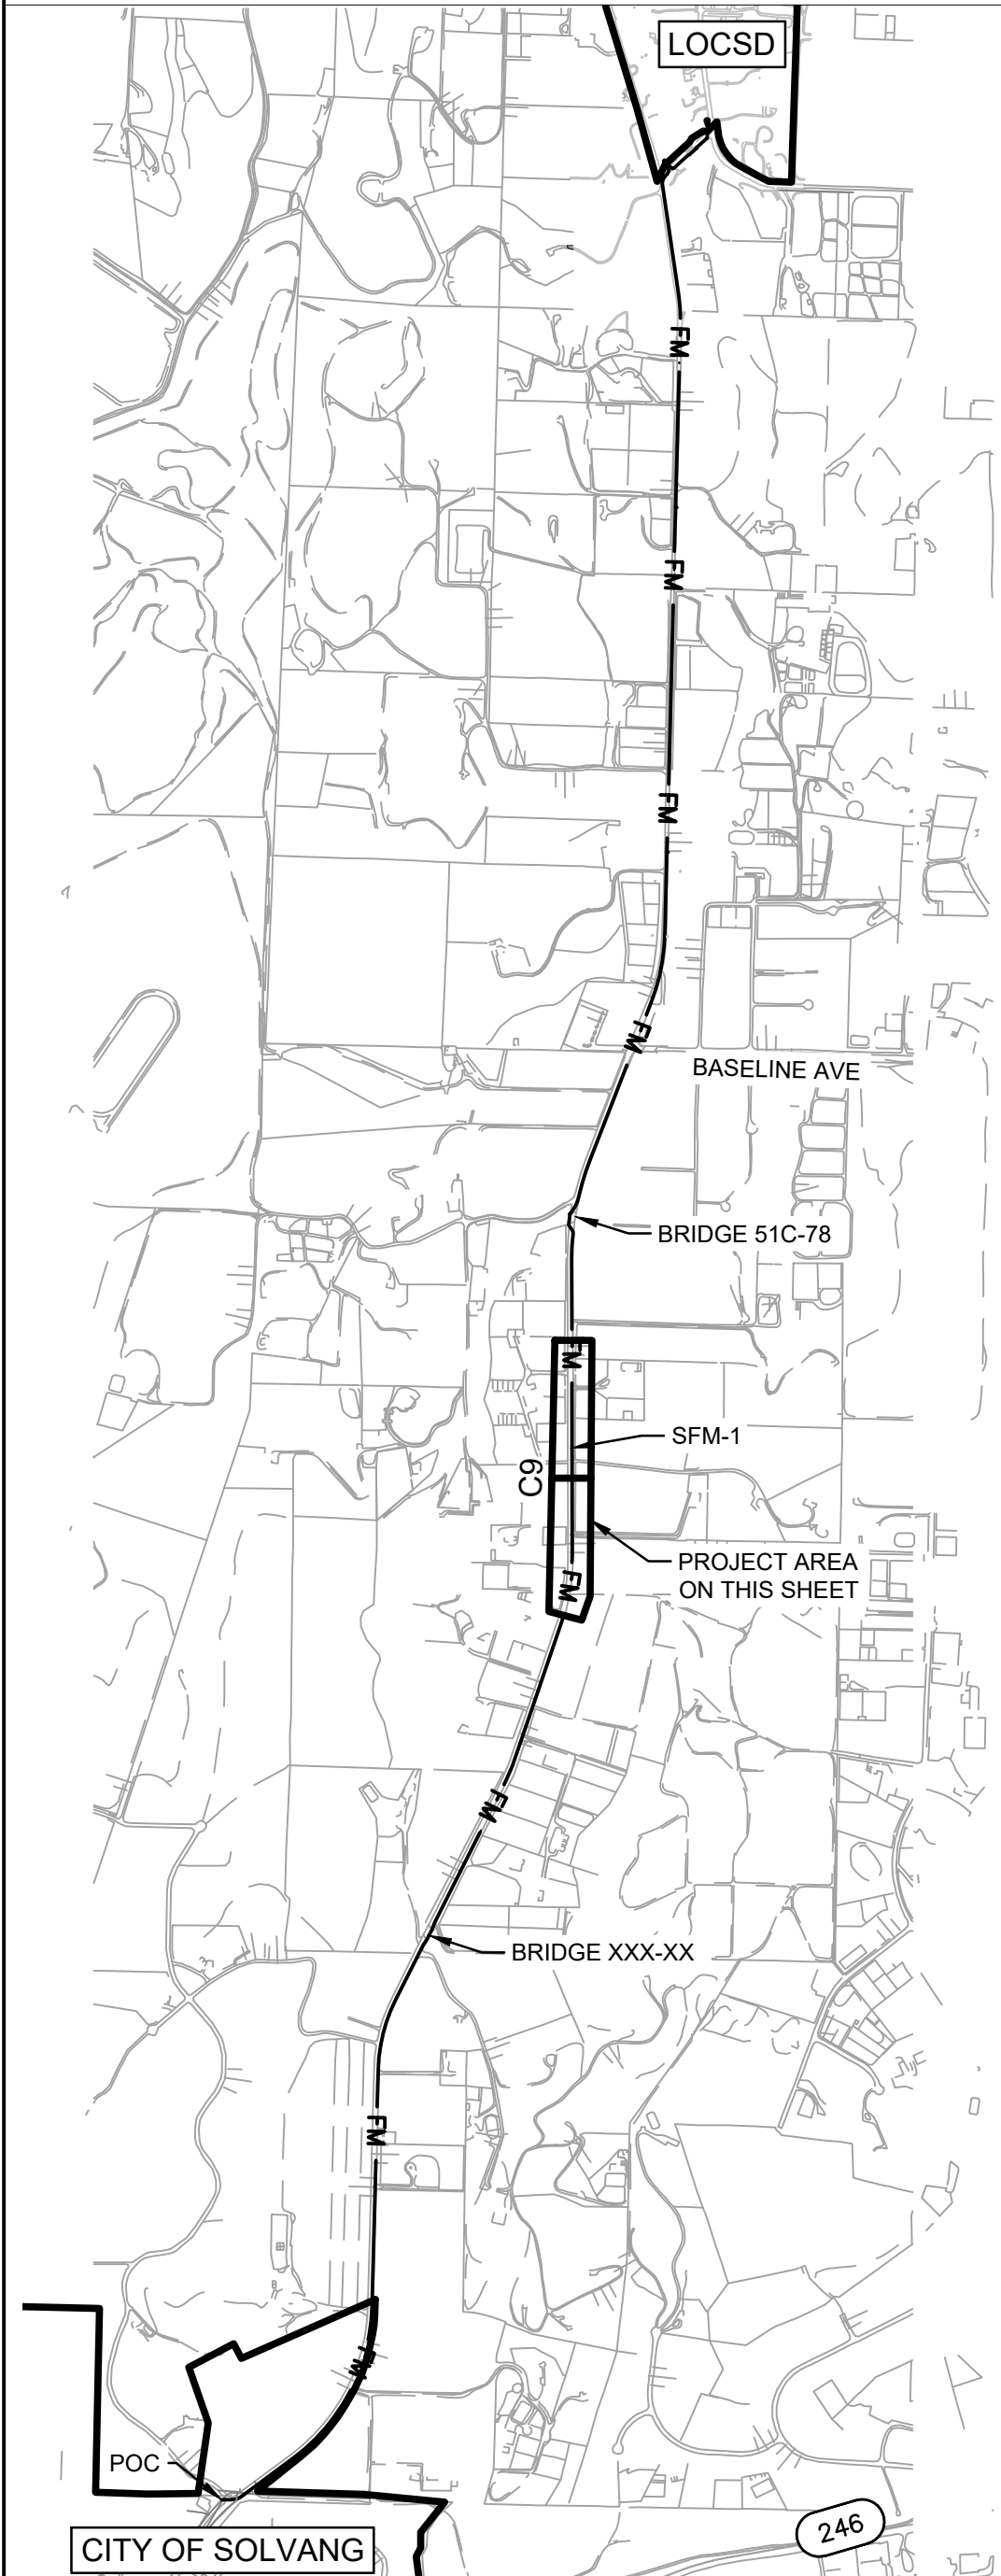 LOCSD
FM
FM
FM
FM
BASELINE AVE
BRIDGE 51C-78
FM
SFM-1
C9
PROJECT AREA
ON THIS SHEET
FM
FM
BRIDGE XXX-XX
FM
FM
POC
246
CITY OF SOLVANG